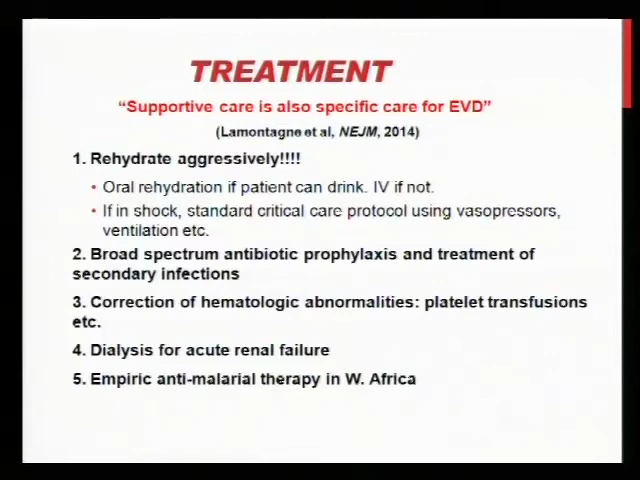 TREATMENT
“Supportive care is also specific care for EVD”
(Lamontagne et al, NEJM, 2014)
1. Rehydrate aggressively!!!!
• Oral rehydration if patient can drink. IV if not.
• If in shock, standard critical care protocol using vasopressors,
ventilation etc.
2. Broad spectrum antibiotic prophylaxis and treatment of
secondary infections
3. Correction of hematologic abnormalities: platelet transfusions
etc.
4. Dialysis for acute renal failure
5. Empiric anti-malarial therapy in W. Africa